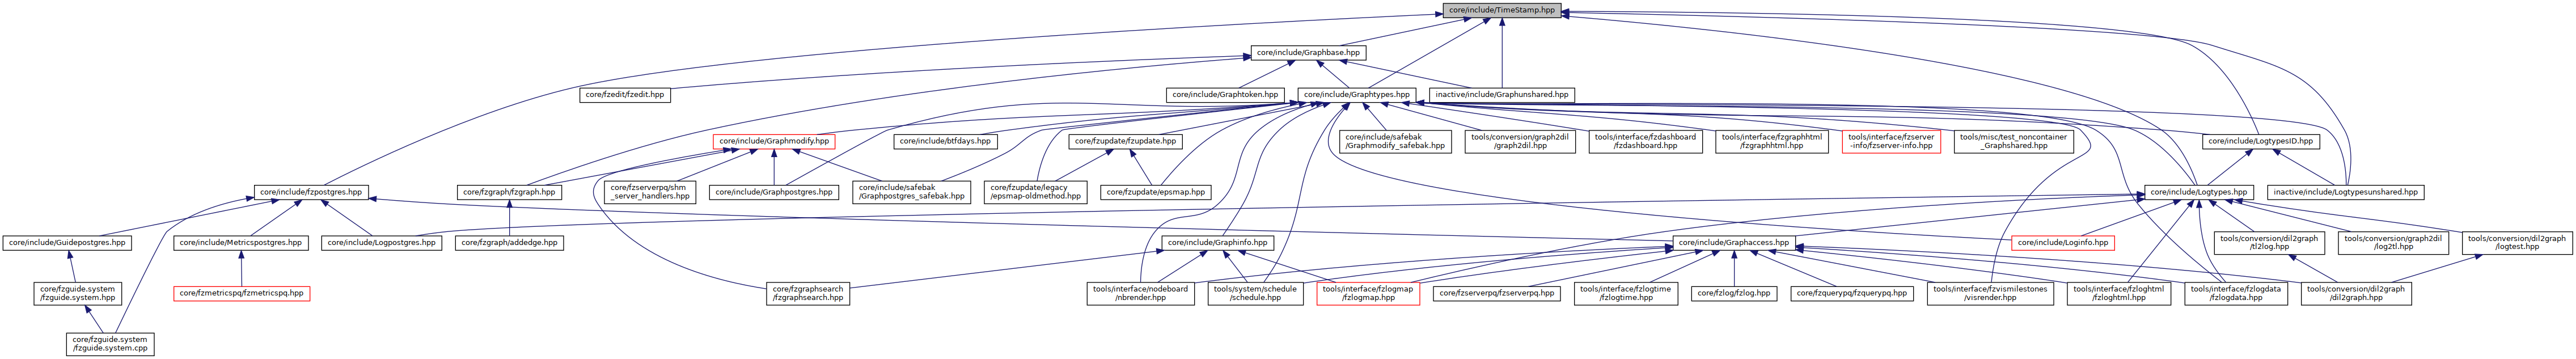 core/include/TimeStamp.hpp
core/include/Graphbase.hpp
core/fzedit/fzedit.hpp
core/include/Graphtoken.hpp
core/include/Graphtypes.hpp
inactive/include/Graphunshared.hpp
core/include/Graphmodify.hpp
core/include/btfdays.hpp
core/fzupdate/fzupdate.hpp
core/include/safebak
/Graphmodify_safebak.hpp
tools/conversion/graph2dil
/graph2dil.hpp
tools/interface/fzdashboard
/fzdashboard.hpp
tools/interface/fzgraphhtml
/fzgraphhtml.hpp
tools/interface/fzserver
-info/fzserver-info.hpp
tools/misc/test_noncontainer
_Graphshared.hpp
core/include/LogtypesID.hpp
core/include/fzpostgres.hpp
core/fzgraph/fzgraph.hpp
core/fzserverpq/shm
_server_handlers.hpp
core/include/Graphpostgres.hpp
core/include/safebak
/Graphpostgres_safebak.hpp
core/fzupdate/legacy
/epsmap-oldmethod.hpp
core/fzupdate/epsmap.hpp
core/include/Logtypes.hpp
inactive/include/Logtypesunshared.hpp
core/include/Guidepostgres.hpp
core/include/Metricspostgres.hpp
core/include/Logpostgres.hpp
core/fzgraph/addedge.hpp
core/include/Graphinfo.hpp
core/include/Graphaccess.hpp
core/include/Loginfo.hpp
tools/conversion/dil2graph
/tl2log.hpp
tools/conversion/graph2dil
/log2tl.hpp
tools/conversion/dil2graph
/logtest.hpp
core/fzguide.system
/fzguide.system.hpp
core/fzmetricspq/fzmetricspq.hpp
core/fzgraphsearch
/fzgraphsearch.hpp
tools/interface/nodeboard
/nbrender.hpp
tools/system/schedule
/schedule.hpp
tools/interface/fzlogmap
/fzlogmap.hpp
core/fzserverpq/fzserverpq.hpp
tools/interface/fzlogtime
/fzlogtime.hpp
core/fzlog/fzlog.hpp
core/fzquerypq/fzquerypq.hpp
tools/interface/fzvismilestones
/visrender.hpp
tools/interface/fzloghtml
/fzloghtml.hpp
tools/interface/fzlogdata
/fzlogdata.hpp
tools/conversion/dil2graph
/dil2graph.hpp
core/fzguide.system
/fzguide.system.cpp